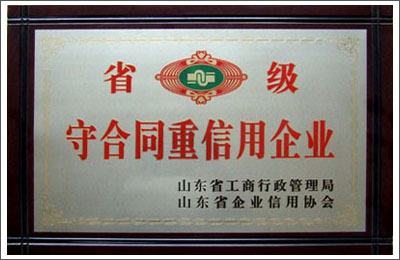 省级
守合同重信用企业
山东省工商行政管理局
山东省企业信用协会